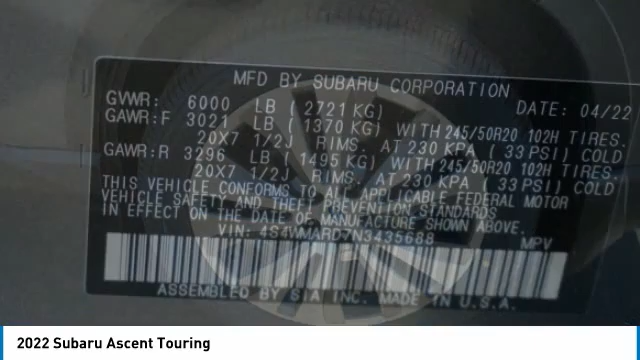 MFD BY SUBARU CORPORATION
GVWR: 6000 LB (2721 KG) DATE: 04/22
GAWR:F 3021 LB (1370 KG) WITH 245/50R20 102H TIRES.
20X7 1/2J RIMS. AT 230 KPA (33 PSI) COLD
GAWR:R 3296 LB (1495 KG) WITH 245/50R20 102H TIRES.
20X7 1/2J RIMS. AT 230 KPA (33 PSI) COLD
THIS VEHICLE CONFORMS TO ALL APPLICABLE FEDERAL MOTOR
VEHICLE SAFETY AND THEFT PREVENTION STANDARDS
IN EFFECT ON THE DATE OF MANUFACTURE SHOWN ABOVE.
VIN: 4S4WMARD7N3435688 MPV
ASSEMBLED BY SIA INC. MADE IN U.S.A.
2022 Subaru Ascent Touring